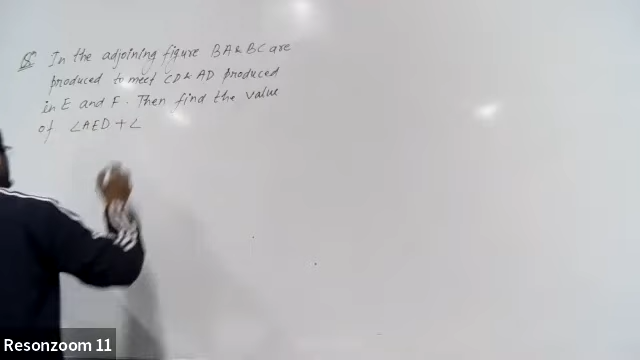 Q5 In the adjoining figure BA & BC are
produced to meet CD & AD produced
in E and F. Then find the value
of ∠AED + ∠
Resonzoom 11